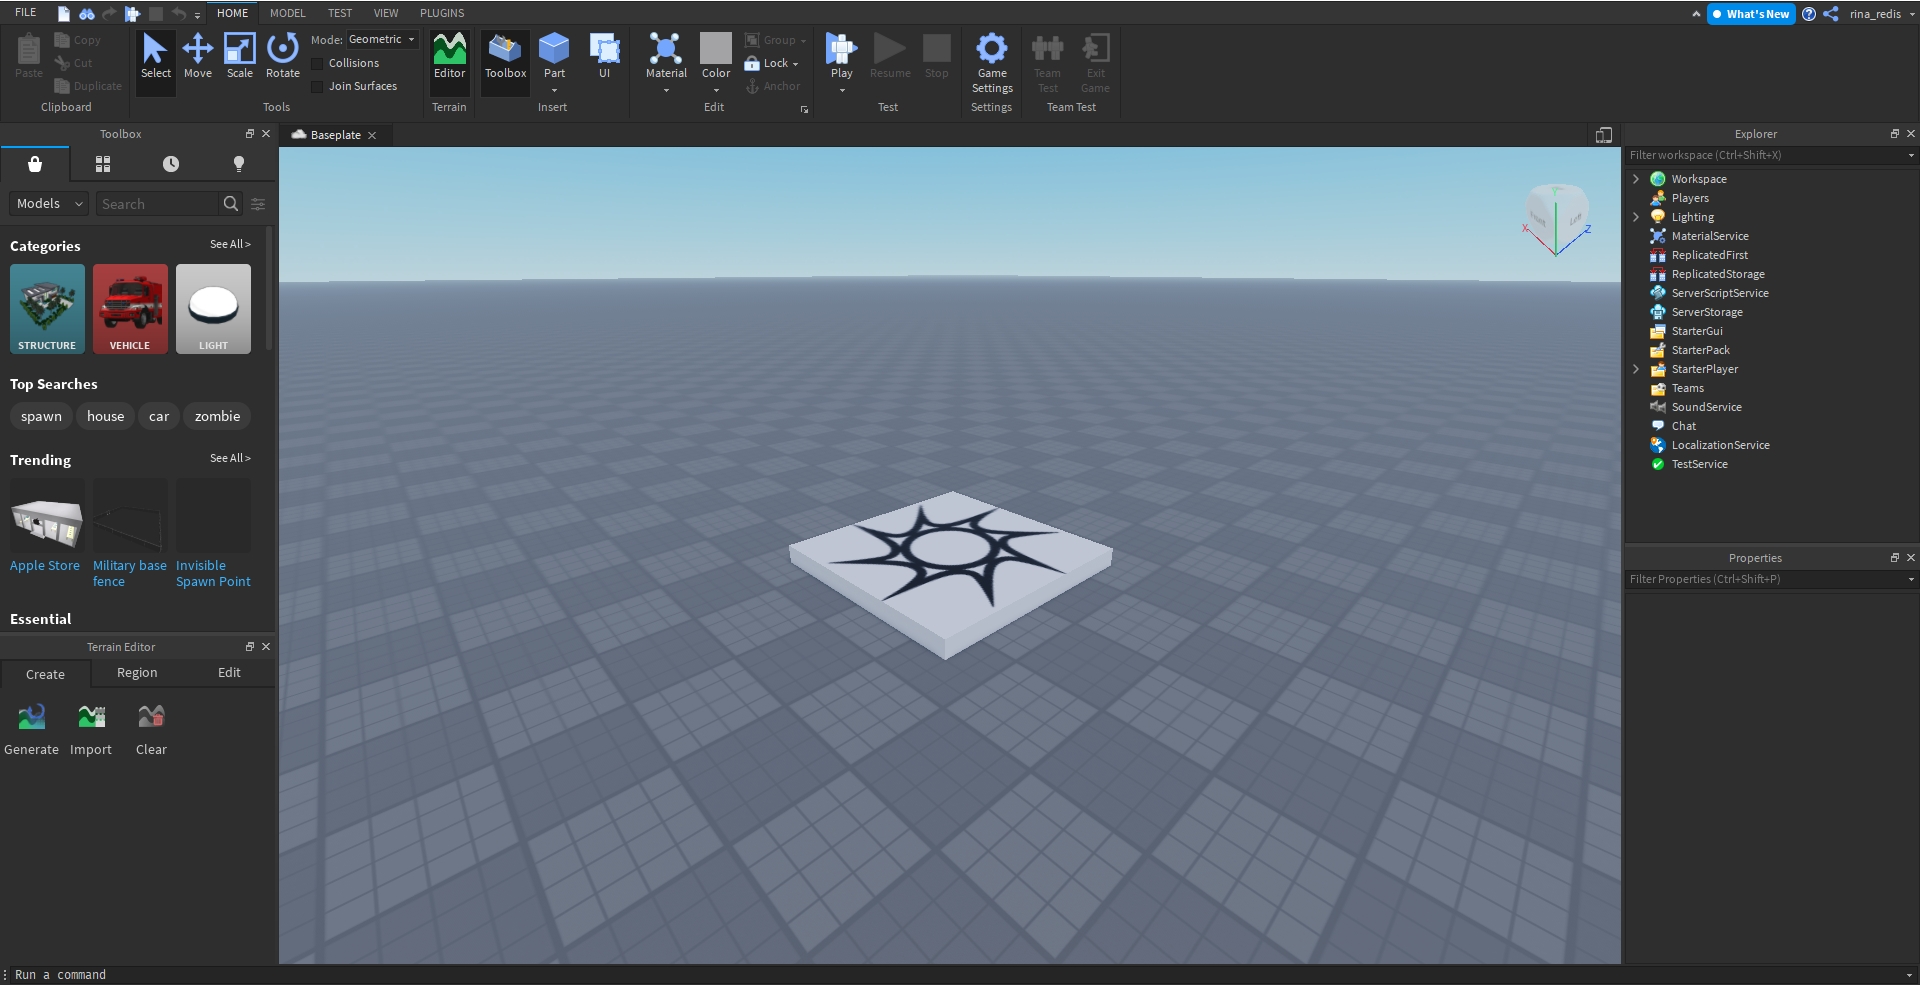 FILE
HOME
MODEL
TEST
VIEW
PLUGINS
What's New
rina_redis
Paste
Copy
Cut
Duplicate
Clipboard
Select
Move
Scale
Rotate
Mode: Geometric
Collisions
Join Surfaces
Tools
Editor
Terrain
Toolbox
Part
UI
Insert
Material
Color
Group
Lock
Anchor
Edit
Play
Resume
Stop
Test
Game
Settings
Settings
Team
Test
Exit
Game
Team Test
Toolbox
Models
Search
Categories
See All >
STRUCTURE
VEHICLE
LIGHT
Top Searches
spawn
house
car
zombie
Trending
See All >
Apple Store
Military base
fence
Invisible
Spawn Point
Essential
Terrain Editor
Create
Region
Edit
Generate
Import
Clear
Baseplate
X
Z
Left
Explorer
Filter workspace (Ctrl+Shift+X)
Workspace
Players
Lighting
MaterialService
ReplicatedFirst
ReplicatedStorage
ServerScriptService
ServerStorage
StarterGui
StarterPack
StarterPlayer
Teams
SoundService
Chat
LocalizationService
TestService
Properties
Filter Properties (Ctrl+Shift+P)
Run a command